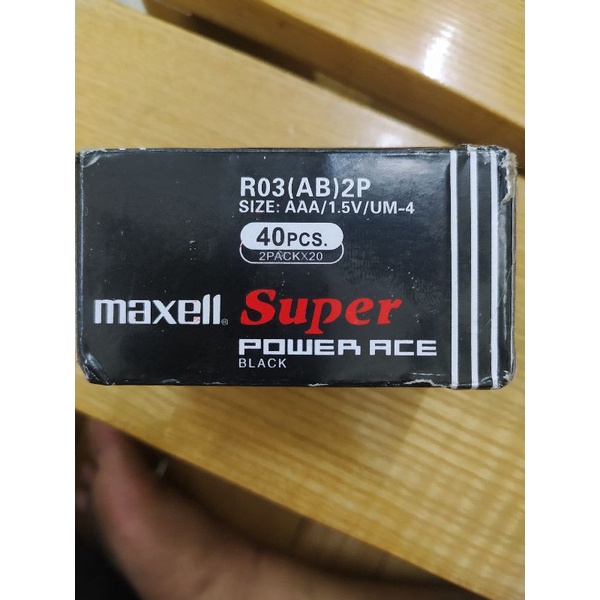 R03(AB)2P
SIZE: AAA/1.5V/UM-4
40PCS.
2PACKX20
maxell® Super
POWER ACE
BLACK